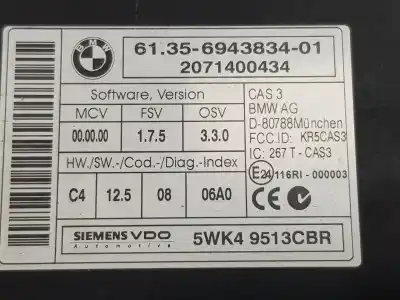 BMW
61.35-6943834-01
2071400434
Software, Version
MCV FSV OSV
00.00.00 1.7.5 3.3.0
HW./SW.-/Cod.-/Diag.-Index
C4 12.5 08 06A0
CAS 3
BMW AG
D-80788München
FCC.ID: KR5CAS3
IC: 267 T - CAS3
E24 116RI - 000003
CE
SIEMENS VDO
Automotive
5WK4 9513CBR